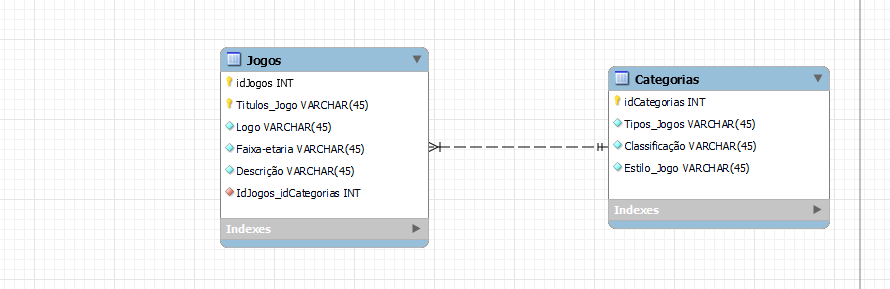 Jogos
idJogos INT
Titulos_Jogo VARCHAR(45)
Logo VARCHAR(45)
Faixa-etaria VARCHAR(45)
Descrição VARCHAR(45)
IdJogos_idCategorias INT
Indexes
Categorias
idCategorias INT
Tipos_Jogos VARCHAR(45)
Classificação VARCHAR(45)
Estilo_Jogo VARCHAR(45)
Indexes